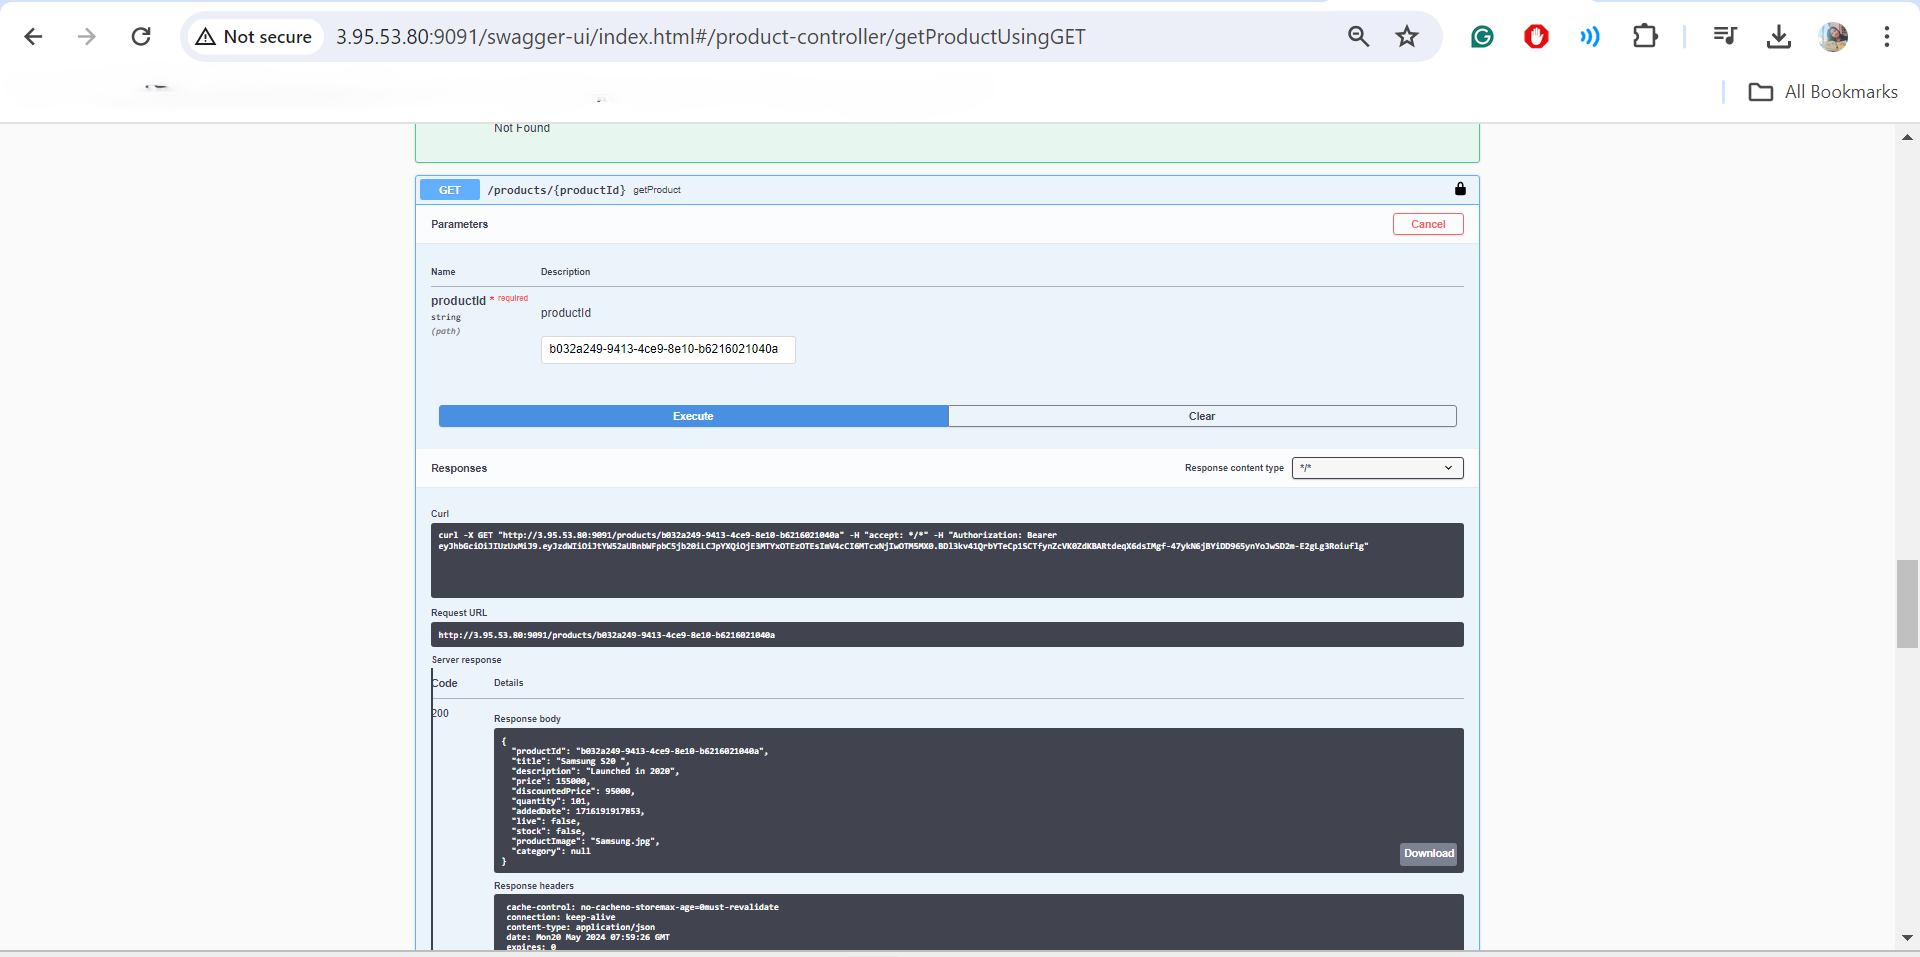 Not secure 3.95.53.80:9091/swagger-ui/index.html#/product-controller/getProductUsingGET
All Bookmarks
Not Found
GET /products/{productId} getProduct
Parameters Cancel
Name Description
productId * required
string
(path)
productId
b032a249-9413-4ce9-8e10-b6216021040a
Execute Clear
Responses Response content type */*
Curl
curl -X GET "http://3.95.53.80:9091/products/b032a249-9413-4ce9-8e10-b6216021040a" -H "accept: */*" -H "Authorization: Bearer
Request URL
http://3.95.53.80:9091/products/b032a249-9413-4ce9-8e10-b6216021040a
Server response
Code Details
200
Response body
{
"productId": "b032a249-9413-4ce9-8e10-b6216021040a",
"title": "Samsung S20 ",
"description": "Launched in 2020",
"price": 155000,
"discountedPrice": 95000,
"quantity": 101,
"addedDate": 1716191917853,
"live": false,
"stock": false,
"productImage": "Samsung.jpg",
"category": null
}
Download
Response headers
cache-control: no-cacheno-storemax-age=0must-revalidate
connection: keep-alive
content-type: application/json
date: Mon20 May 2024 07:59:26 GMT
expires: 0